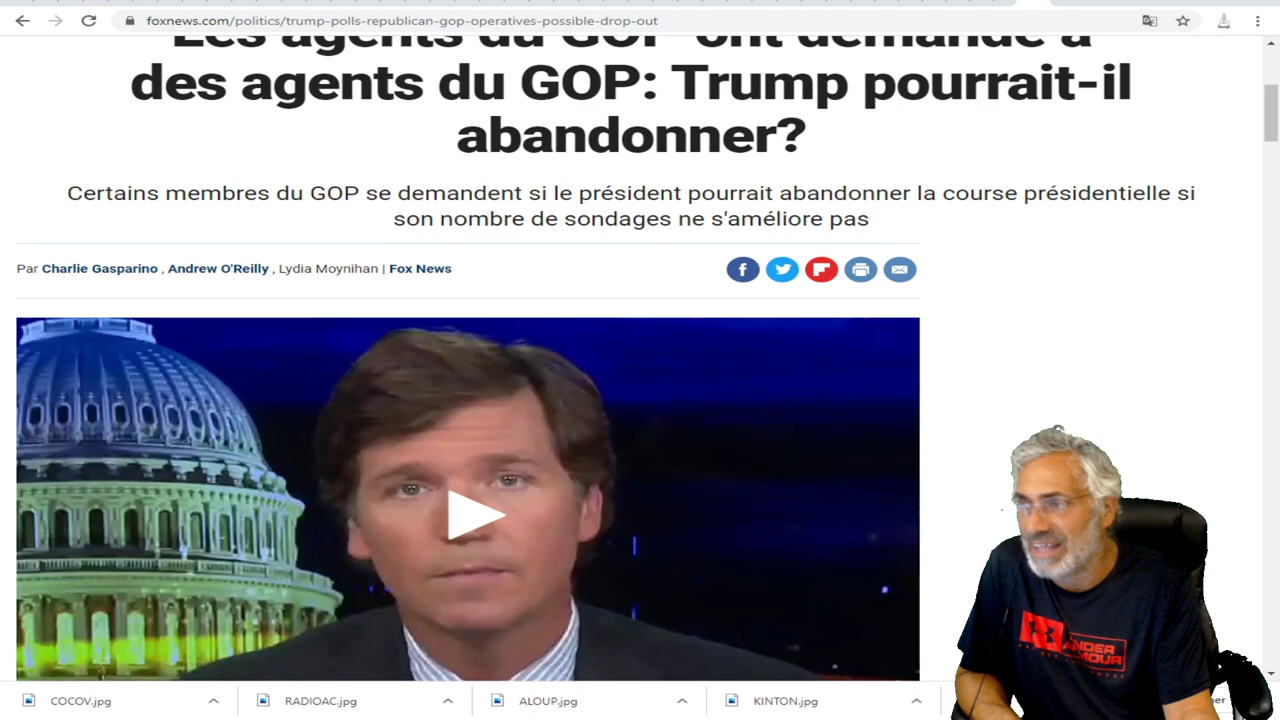 foxnews.com/politics/trump-polls-republican-gop-operatives-possible-drop-out
Les agents du GOP ont demandé à
des agents du GOP: Trump pourrait-il
abandonner?
Certains membres du GOP se demandent si le président pourrait abandonner la course présidentielle si
son nombre de sondages ne s'améliore pas
Par Charlie Gasparino , Andrew O'Reilly , Lydia Moynihan | Fox News
COCOV.jpg
RADIOAC.jpg
ALOUP.jpg
KINTON.jpg